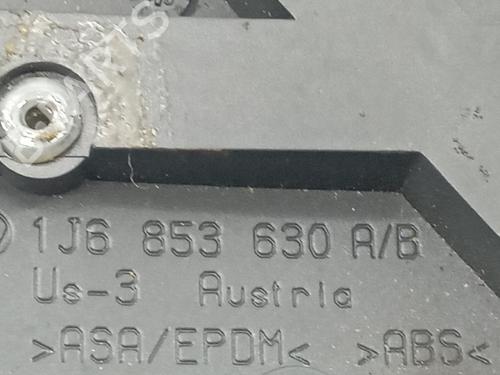 1J6 853 630 A/B
Us-3 Austria
>ASA/EPDM< >ABS<